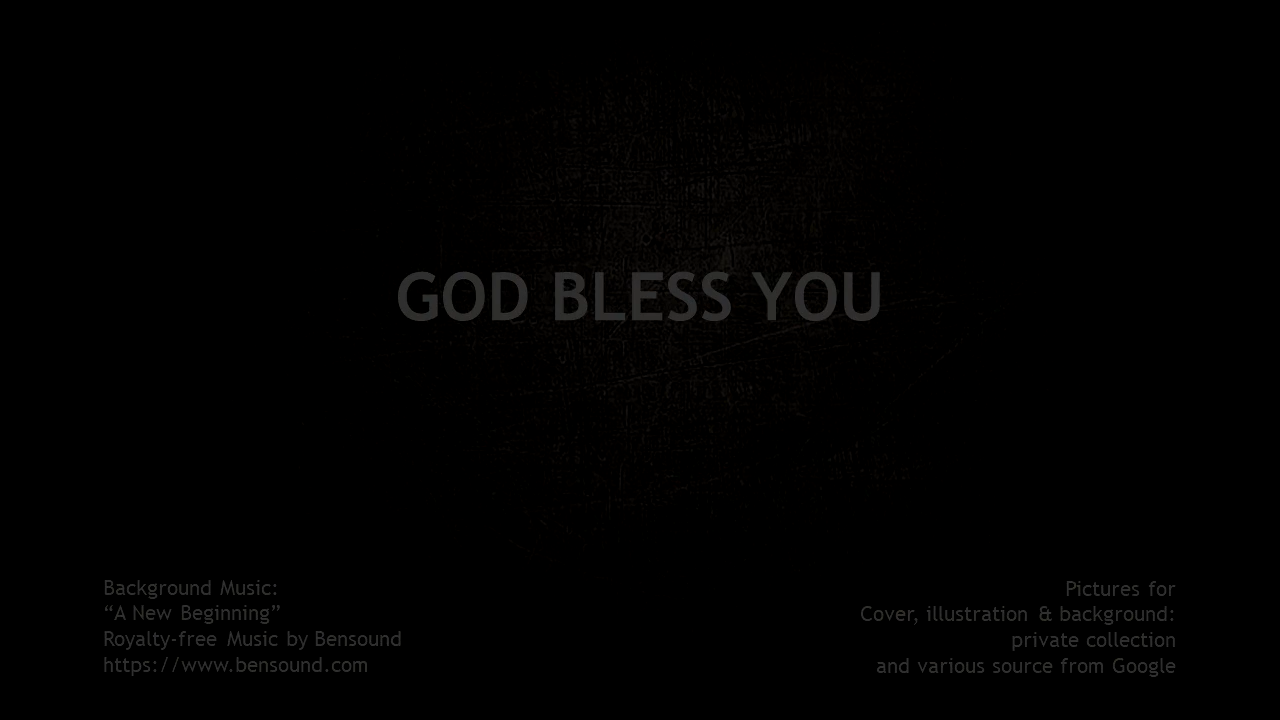 GOD BLESS YOU
Background Music:
“A New Beginning”
Royalty-free Music by Bensound
https://www.bensound.com
Pictures for
Cover, illustration & background:
private collection
and various source from Google